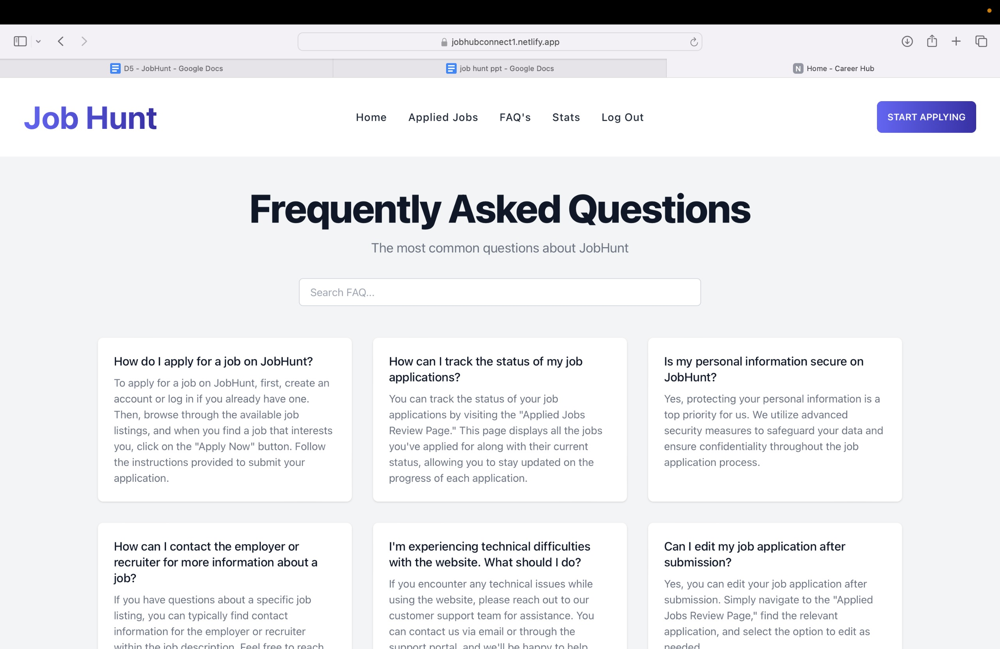 jobhubconnect1.netlify.app
D5 - JobHunt - Google Docs
job hunt ppt - Google Docs
N Home - Career Hub
Job Hunt
Home Applied Jobs FAQ's Stats Log Out
START APPLYING
Frequently Asked Questions
The most common questions about JobHunt
Search FAQ...
How do I apply for a job on JobHunt?
To apply for a job on JobHunt, first, create an
account or log in if you already have one.
Then, browse through the available job
listings, and when you find a job that interests
you, click on the "Apply Now" button. Follow
the instructions provided to submit your
application.
How can I track the status of my job
applications?
You can track the status of your job
applications by visiting the "Applied Jobs
Review Page." This page displays all the jobs
you've applied for along with their current
status, allowing you to stay updated on the
progress of each application.
Is my personal information secure on
JobHunt?
Yes, protecting your personal information is a
top priority for us. We utilize advanced
security measures to safeguard your data and
ensure confidentiality throughout the job
application process.
How can I contact the employer or
recruiter for more information about a
job?
If you have questions about a specific job
listing, you can typically find contact
information for the employer or recruiter
within the job description. Feel free to reach
I'm experiencing technical difficulties
with the website. What should I do?
If you encounter any technical issues while
using the website, please reach out to our
customer support team for assistance. You
can contact us via email or through the
support portal, and we'll be happy to help
Can I edit my job application after
submission?
Yes, you can edit your job application after
submission. Simply navigate to the "Applied
Jobs Review Page," find the relevant
application, and select the option to edit as
needed